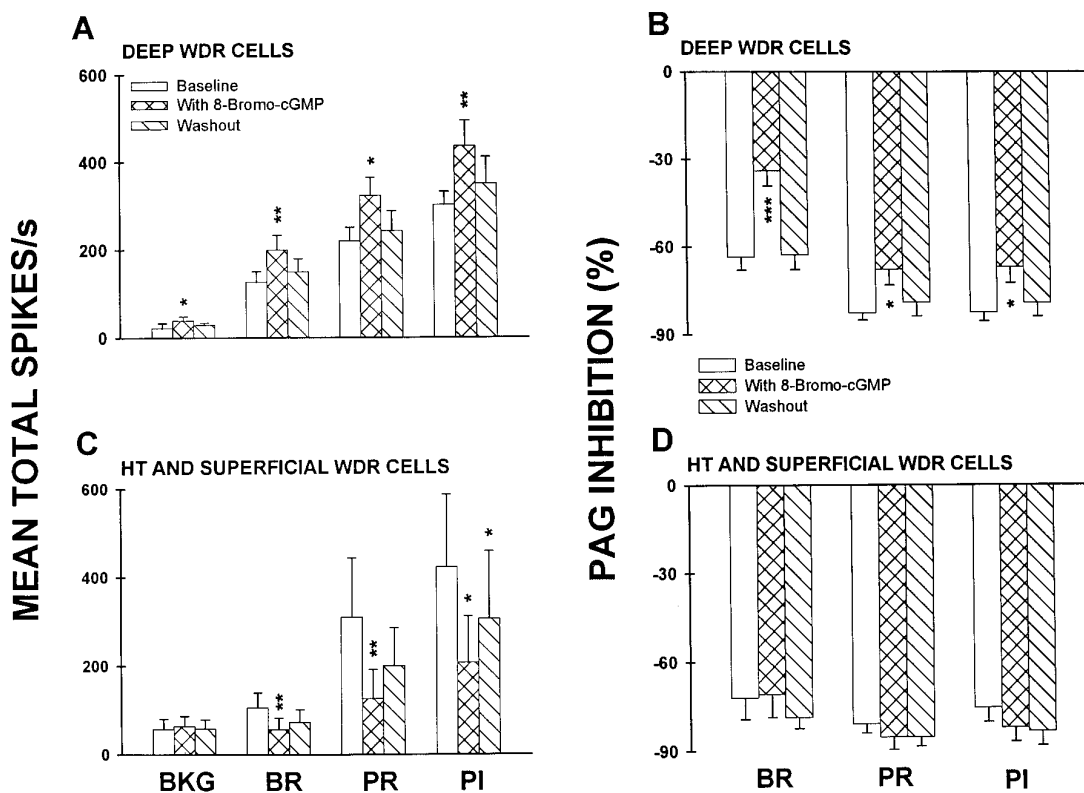 A
DEEP WDR CELLS
600
400
200
0
Baseline
With 8-Bromo-cGMP
Washout
*
**
*
**
B
DEEP WDR CELLS
0
-30
-60
-90
***
*
*
Baseline
With 8-Bromo-cGMP
Washout
MEAN TOTAL SPIKES/s
PAG INHIBITION (%)
C
HT AND SUPERFICIAL WDR CELLS
600
400
200
0
**
**
*
*
BKG BR PR PI
D
HT AND SUPERFICIAL WDR CELLS
0
-30
-60
-90
BR PR PI